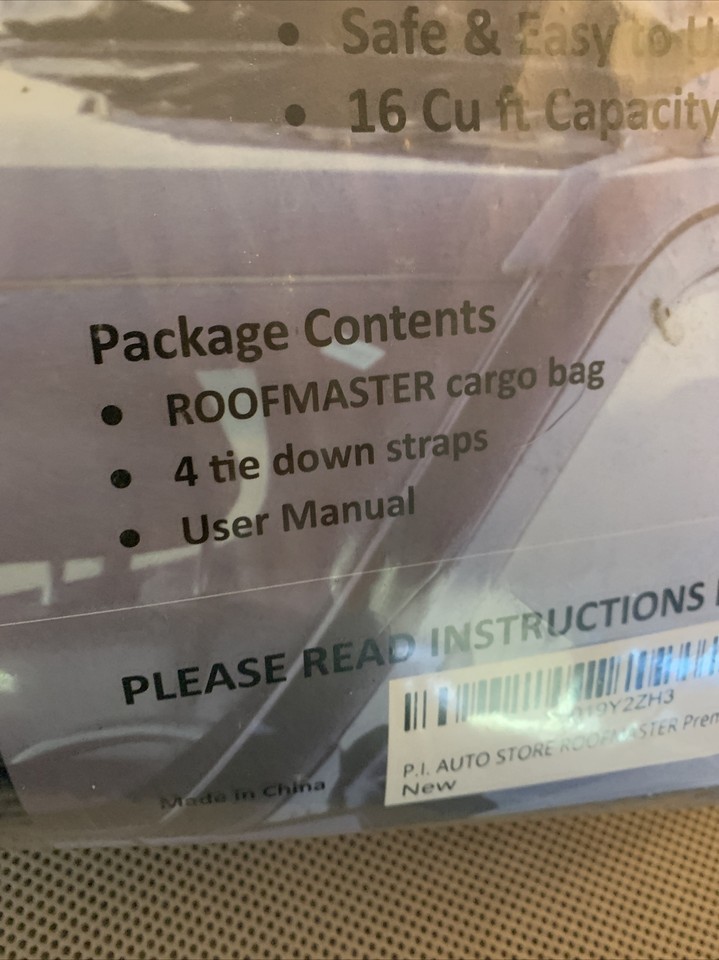 • Safe & Easy to U
• 16 Cu ft Capacity
Package Contents
• ROOFMASTER cargo bag
• 4 tie down straps
• User Manual
PLEASE READ INSTRUCTIONS
19Y2ZH3
P.I. AUTO STORE ROOFMASTER Prem
New
Made in China